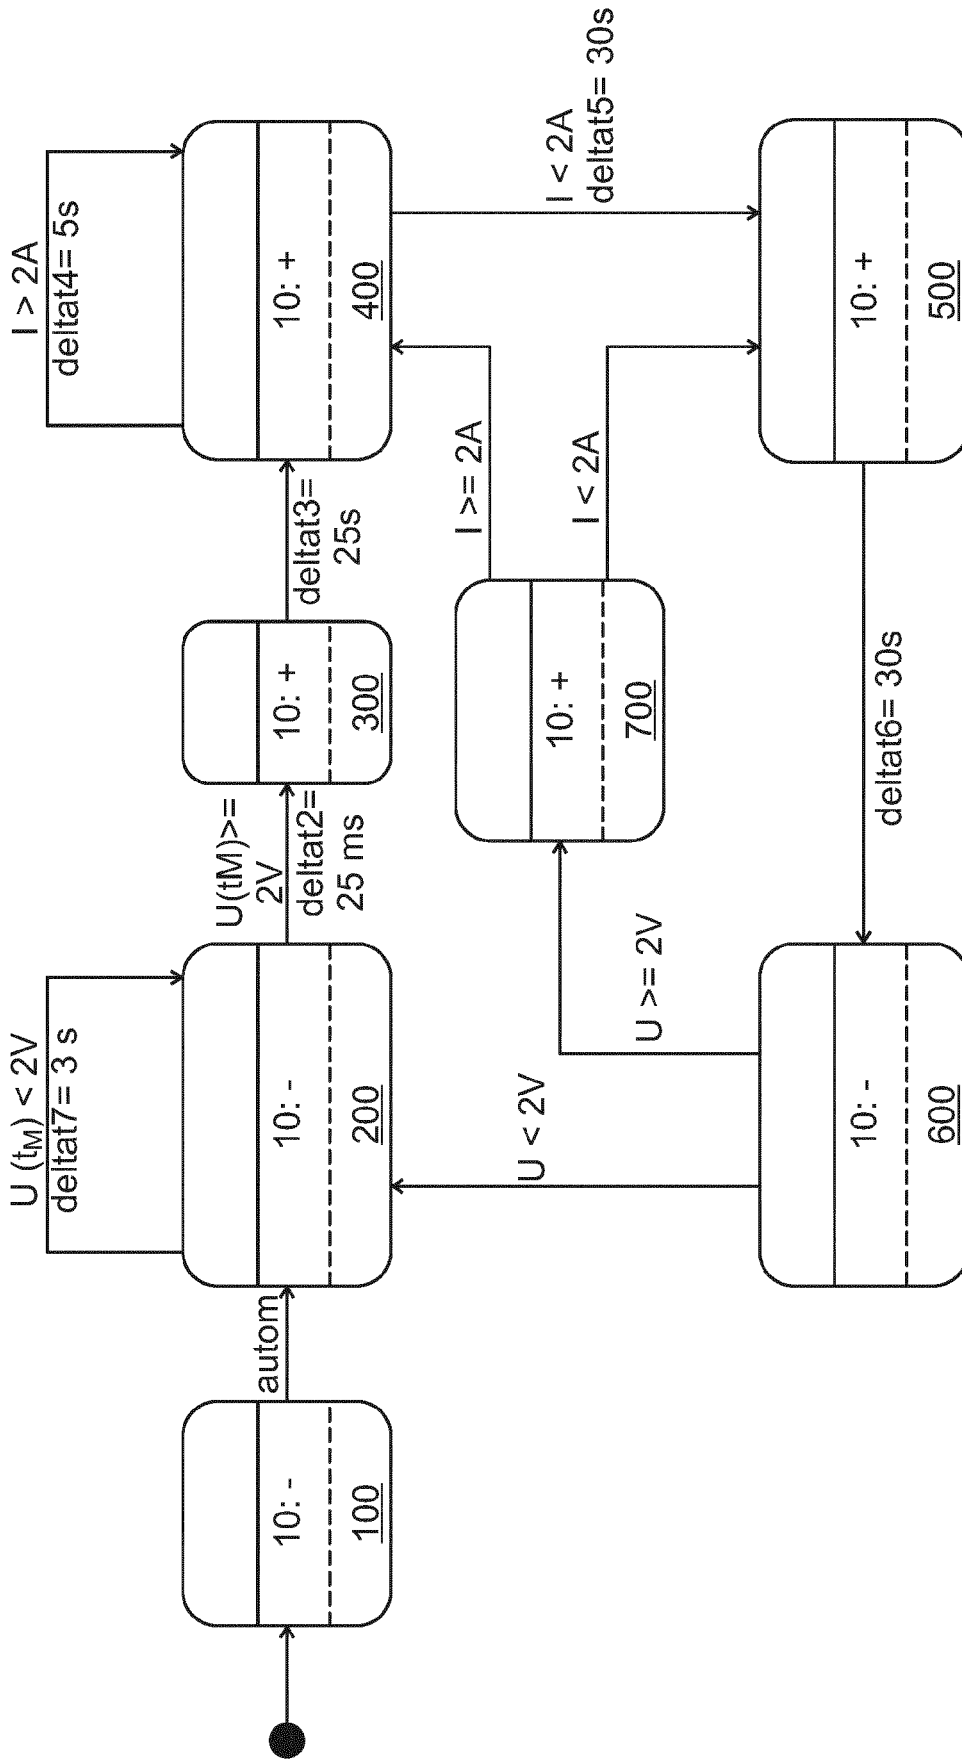 U (tM) < 2V
deltat7= 3 s
I > 2A
deltat4= 5s
autom
10: -
100
10: -
200
U(tM)>=
2V
deltat2=
25 ms
10: +
300
deltat3=
25s
10: +
400
U < 2V
U >= 2V
10: +
700
I >= 2A
I < 2A
I < 2A
deltat5= 30s
10: -
600
deltat6= 30s
10: +
500